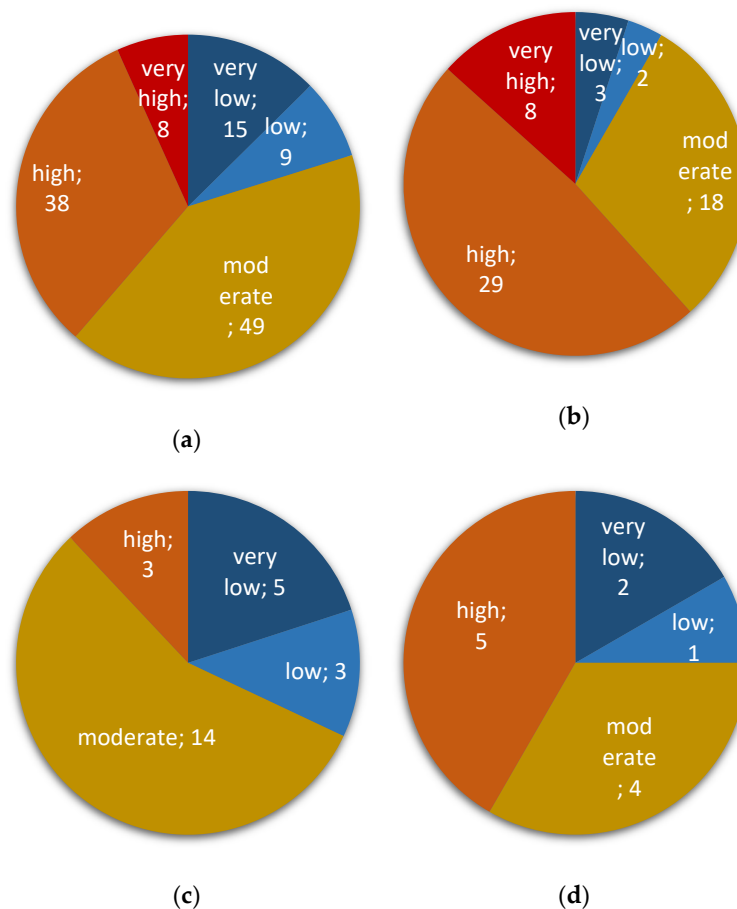 very
high;
8
very
low;
15
low;
9
high;
38
mod
erate
; 49
(a)
very
high;
8
very
low;
3
low;
2
mod
erate
; 18
high;
29
(b)
high;
3
very
low; 5
low; 3
moderate; 14
(c)
very
low;
2
high;
5
low;
1
mod
erate
; 4
(d)